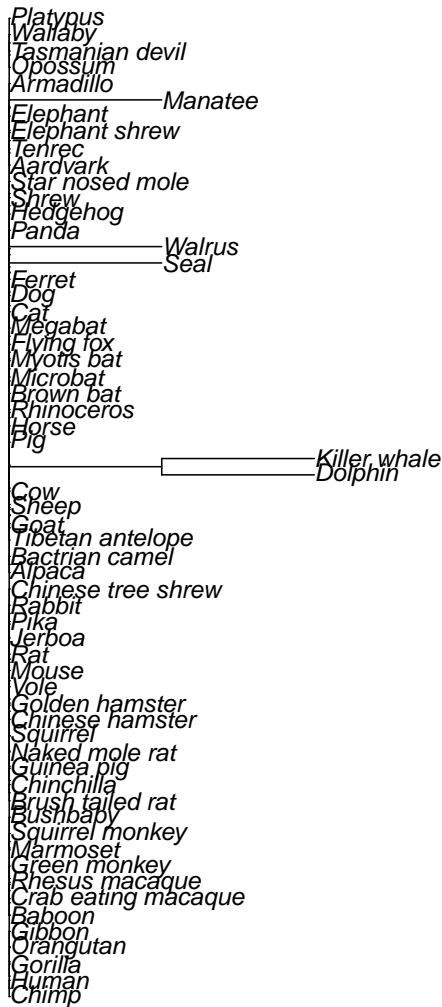 Platypus
Wallaby
Tasmanian devil
Opossum
Armadillo
Manatee
Elephant
Elephant shrew
Tenrec
Aardvark
Star nosed mole
Shrew
Hedgehog
Panda
Walrus
Seal
Ferret
Dog
Cat
Megabat
Flying fox
Myotis bat
Microbat
Brown bat
Rhinoceros
Horse
Pig
Killer whale
Dolphin
Cow
Sheep
Goat
Tibetan antelope
Bactrian camel
Alpaca
Chinese tree shrew
Rabbit
Pika
Jerboa
Rat
Mouse
Vole
Golden hamster
Chinese hamster
Squirrel
Naked mole rat
Guinea pig
Chinchilla
Brush tailed rat
Bushbaby
Squirrel monkey
Marmoset
Green monkey
Rhesus macaque
Crab eating macaque
Baboon
Gibbon
Orangutan
Gorilla
Human
Chimp